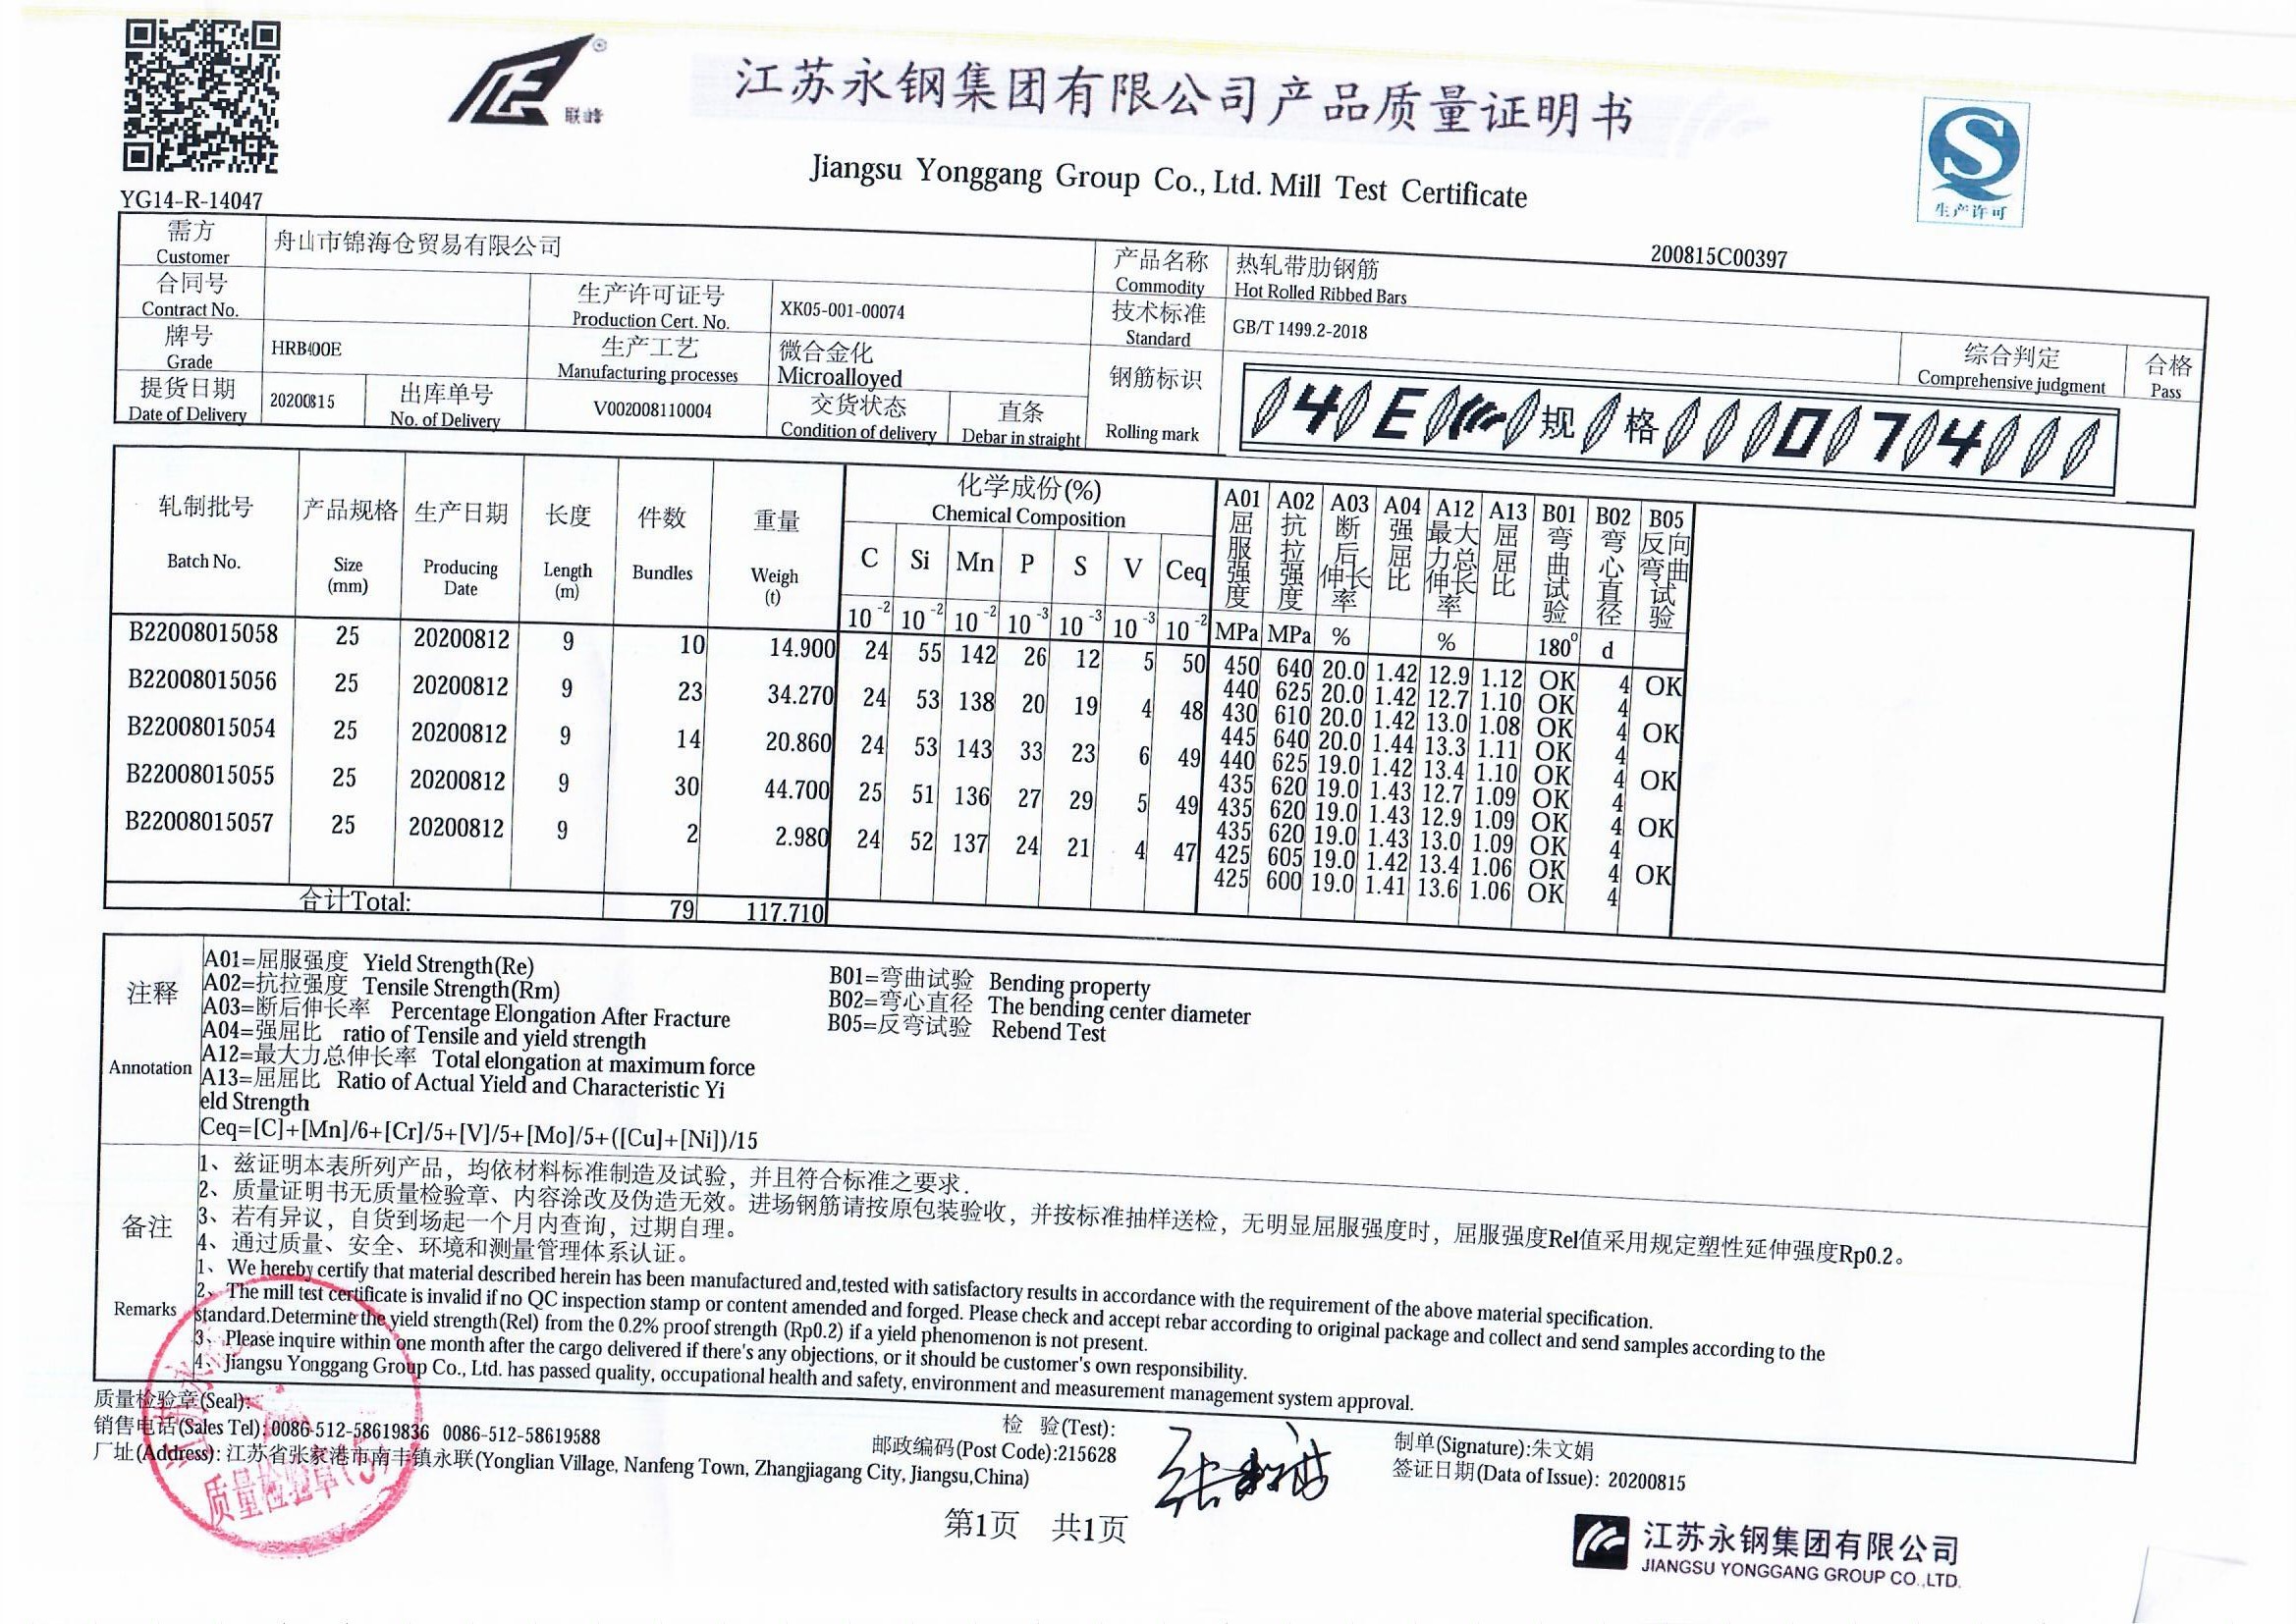 联峰
江苏永钢集团有限公司产品质量证明书
Jiangsu Yonggang Group Co., Ltd. Mill Test Certificate
S
生产许可
YG14-R-14047
200815C00397
需方 Customer 舟山市锦海仓贸易有限公司 产品名称 Commodity 热轧带肋钢筋 Hot Rolled Ribbed Bars
合同号 Contract No. 生产许可证号 Production Cert. No. XK05-001-00074 技术标准 Standard GB/T 1499.2-2018
牌号 Grade HRB400E 生产工艺 Manufacturing processes 微合金化 Microalloyed 综合判定 Comprehensive judgment 合格 Pass
提货日期 Date of Delivery 20200815 出库单号 No. of Delivery V002008110004 交货状态 Condition of delivery 直条 Debar in straight 钢筋标识 Rolling mark 4 E 规 格 0 7 4
轧制批号 产品规格 生产日期 长度 件数 重量 化学成份(%) A01 A02 A03 A04 A12 A13 B01 B02 B05
Chemical Composition 屈服强度 抗拉强度 断后伸长率 强屈比 最大力总伸长率 屈屈比 弯曲试验 弯心直径 反向弯曲试验
Batch No. Size (mm) Producing Date Length (m) Bundles Weigh (t) C Si Mn P S V Ceq
10-2 10-2 10-2 10-3 10-3 10-3 10-2 MPa MPa % % 180° d
B22008015058 25 20200812 9 10 14.900 24 55 142 26 12 5 50 450 640 20.0 1.42 12.9 1.12 OK 4 OK
440 625 20.0 1.42 12.7 1.10 OK 4
B22008015056 25 20200812 9 23 34.270 24 53 138 20 19 4 48 430 610 20.0 1.42 13.0 1.08 OK 4 OK
445 640 20.0 1.44 13.3 1.11 OK 4
B22008015054 25 20200812 9 14 20.860 24 53 143 33 23 6 49 440 625 19.0 1.42 13.4 1.10 OK 4 OK
435 620 19.0 1.43 12.7 1.09 OK 4
B22008015055 25 20200812 9 30 44.700 25 51 136 27 29 5 49 435 620 19.0 1.43 12.9 1.09 OK 4 OK
435 620 19.0 1.43 13.0 1.09 OK 4
B22008015057 25 20200812 9 2 2.980 24 52 137 24 21 4 47 425 605 19.0 1.42 13.4 1.06 OK 4 OK
425 600 19.0 1.41 13.6 1.06 OK 4
合计Total: 79 117.710
注释 Annotation
A01=屈服强度 Yield Strength(Re)
A02=抗拉强度 Tensile Strength(Rm)
A03=断后伸长率 Percentage Elongation After Fracture
A04=强屈比 ratio of Tensile and yield strength
A12=最大力总伸长率 Total elongation at maximum force
A13=屈屈比 Ratio of Actual Yield and Characteristic Yi
eld Strength
Ceq=[C]+[Mn]/6+[Cr]/5+[V]/5+[Mo]/5+([Cu]+[Ni])/15
B01=弯曲试验 Bending property
B02=弯心直径 The bending center diameter
B05=反弯试验 Rebend Test
备注 Remarks
1、兹证明本表所列产品，均依材料标准制造及试验，并且符合标准之要求.
2、质量证明书无质量检验章、内容涂改及伪造无效。进场钢筋请按原包装验收，并按标准抽样送检，无明显屈服强度时，屈服强度Rel值采用规定塑性延伸强度Rp0.2。
3、若有异议，自货到场起一个月内查询，过期自理。
4、通过质量、安全、环境和测量管理体系认证。
1、We hereby certify that material described herein has been manufactured and,tested with satisfactory results in accordance with the requirement of the above material specification.
2、The mill test certificate is invalid if no QC inspection stamp or content amended and forged. Please check and accept rebar according to original package and collect and send samples according to the
standard.Determine the yield strength(Rel) from the 0.2% proof strength (Rp0.2) if a yield phenomenon is not present.
3、Please inquire within one month after the cargo delivered if there's any objections, or it should be customer's own responsibility.
4、Jiangsu Yonggang Group Co., Ltd. has passed quality, occupational health and safety, environment and measurement management system approval.
质量检验章(Seal):
销售电话(Sales Tel): 0086-512-58619836 0086-512-58619588 检 验(Test): 制单(Signature):朱文娟
厂址(Address): 江苏省张家港市南丰镇永联(Yonglian Village, Nanfeng Town, Zhangjiagang City, Jiangsu,China) 邮政编码(Post Code):215628 签证日期(Data of Issue): 20200815
质量检验章(5)
第1页 共1页
江苏永钢集团有限公司
JIANGSU YONGGANG GROUP CO.,LTD.